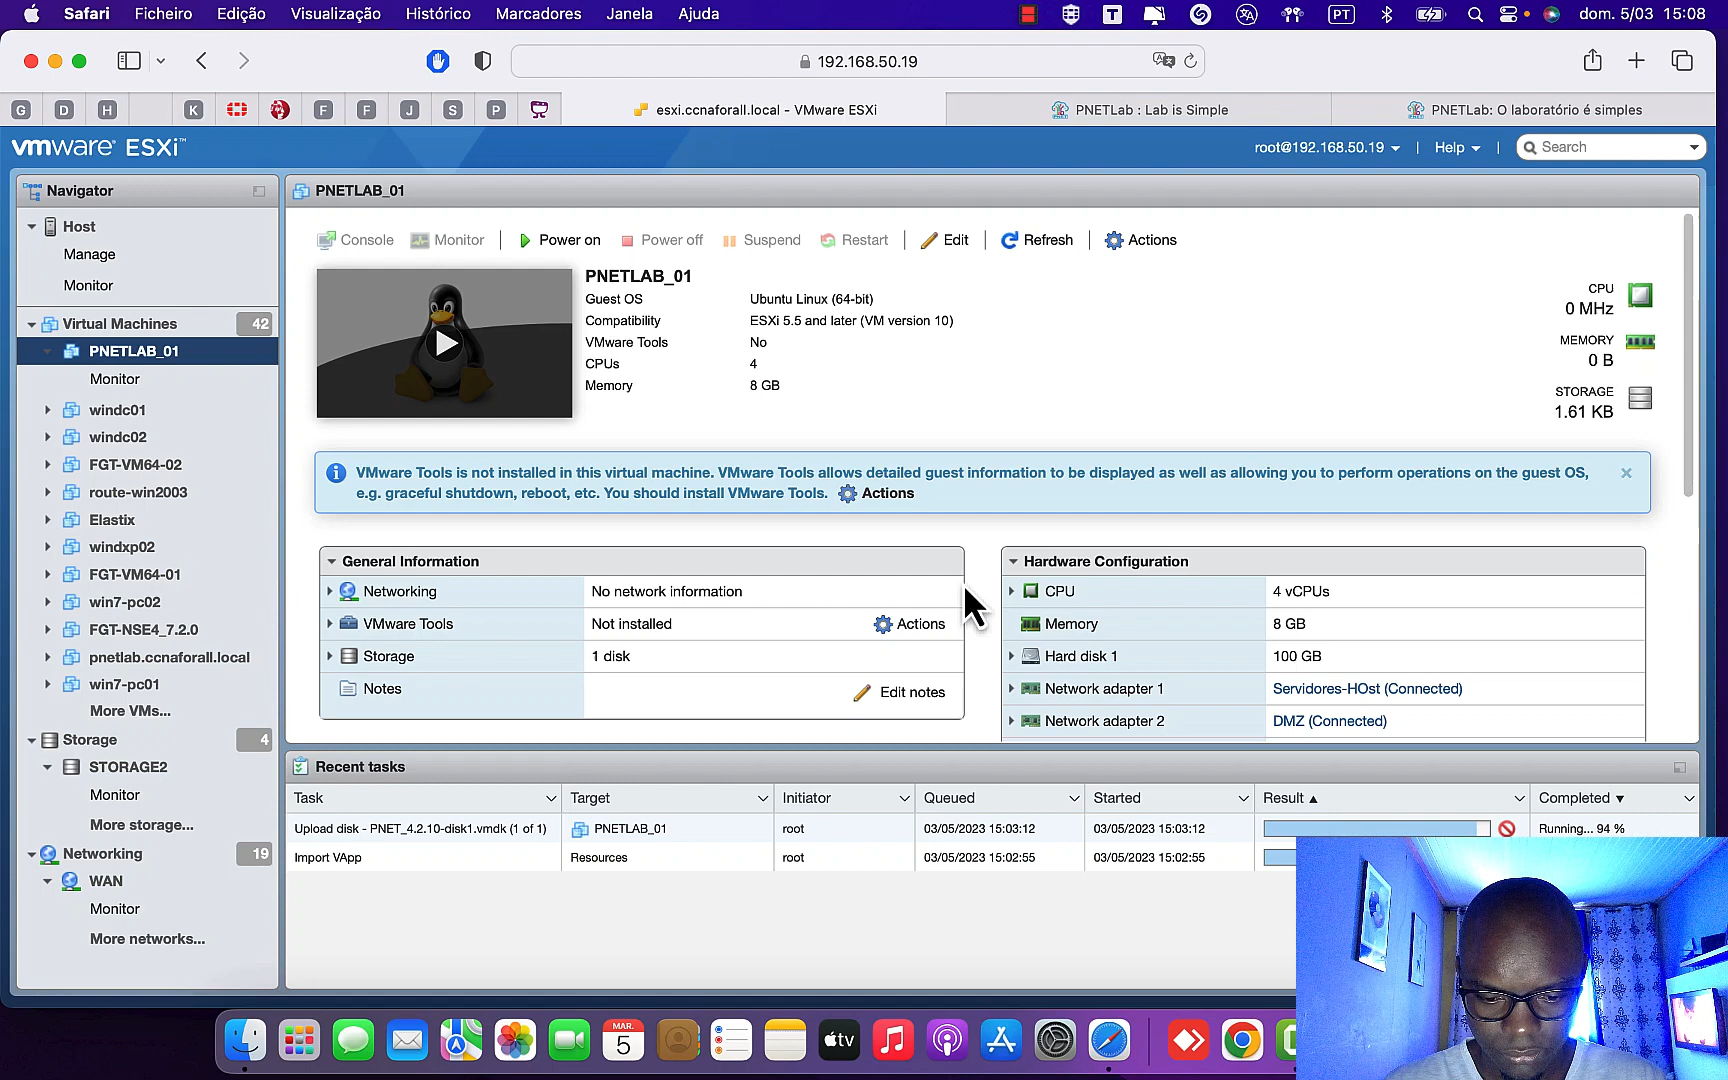 Safari Ficheiro Edição Visualização Histórico Marcadores Janela Ajuda T PT dom. 5/03 15:08
192.168.50.19
G D H K F F J S P esxi.ccnaforall.local - VMware ESXi PNETLab : Lab is Simple PNETLab: O laboratório é simples
vmware® ESXi™ root@192.168.50.19 | Help | Search
Navigator
Host
Manage
Monitor
Virtual Machines 42
PNETLAB_01
Monitor
windc01
windc02
FGT-VM64-02
route-win2003
Elastix
windxp02
FGT-VM64-01
win7-pc02
FGT-NSE4_7.2.0
pnetlab.ccnaforall.local
win7-pc01
More VMs...
Storage 4
STORAGE2
Monitor
More storage...
Networking 19
WAN
Monitor
More networks...
PNETLAB_01
Console Monitor | Power on Power off Suspend Restart | Edit | Refresh | Actions
PNETLAB_01
Guest OS Ubuntu Linux (64-bit)
Compatibility ESXi 5.5 and later (VM version 10)
VMware Tools No
CPUs 4
Memory 8 GB
CPU
0 MHz
MEMORY
0 B
STORAGE
1.61 KB
VMware Tools is not installed in this virtual machine. VMware Tools allows detailed guest information to be displayed as well as allowing you to perform operations on the guest OS,
e.g. graceful shutdown, reboot, etc. You should install VMware Tools. Actions
General Information
Networking No network information
VMware Tools Not installed Actions
Storage 1 disk
Notes Edit notes
Hardware Configuration
CPU 4 vCPUs
Memory 8 GB
Hard disk 1 100 GB
Network adapter 1 Servidores-HOst (Connected)
Network adapter 2 DMZ (Connected)
Recent tasks
Task Target Initiator Queued Started Result Completed
Upload disk - PNET_4.2.10-disk1.vmdk (1 of 1) PNETLAB_01 root 03/05/2023 15:03:12 03/05/2023 15:03:12 Running... 94 %
Import VApp Resources root 03/05/2023 15:02:55 03/05/2023 15:02:55
MAR.
5
tv